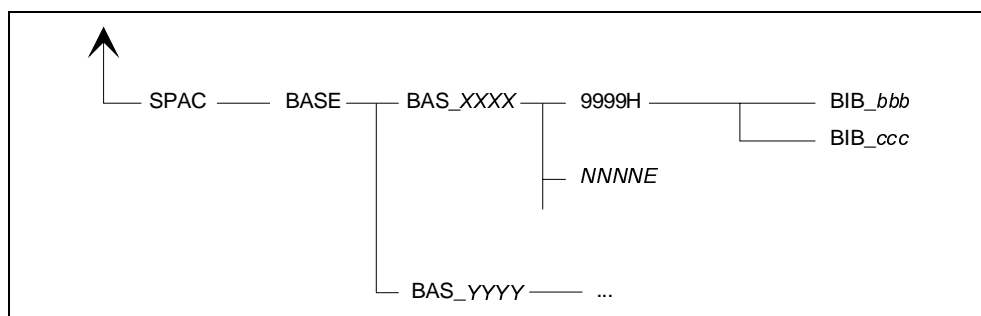 SPAC BASE BAS_XXXX 9999H BIB_bbb
BIB_ccc
NNNNE
BAS_YYYY ...